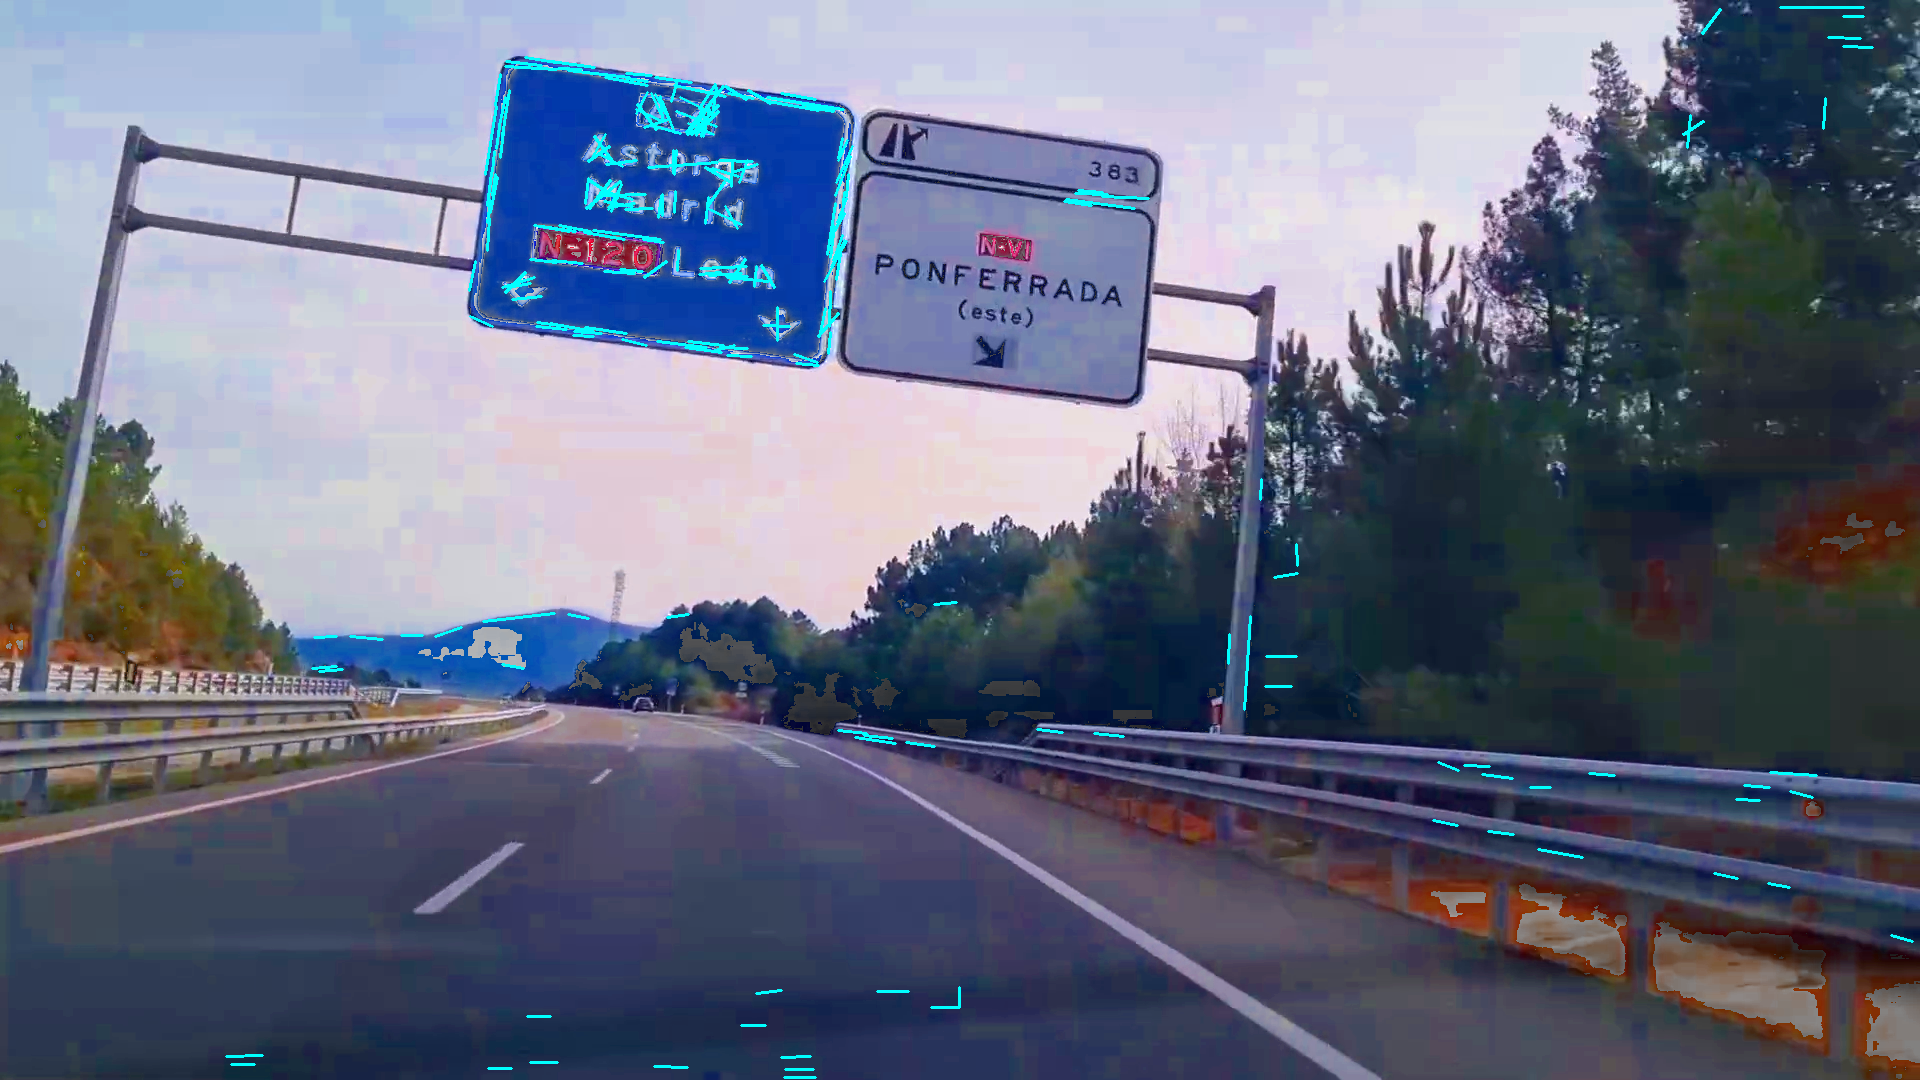 Astorga
Madrid
N-120 León
383
N-VI
PONFERRADA
(este)